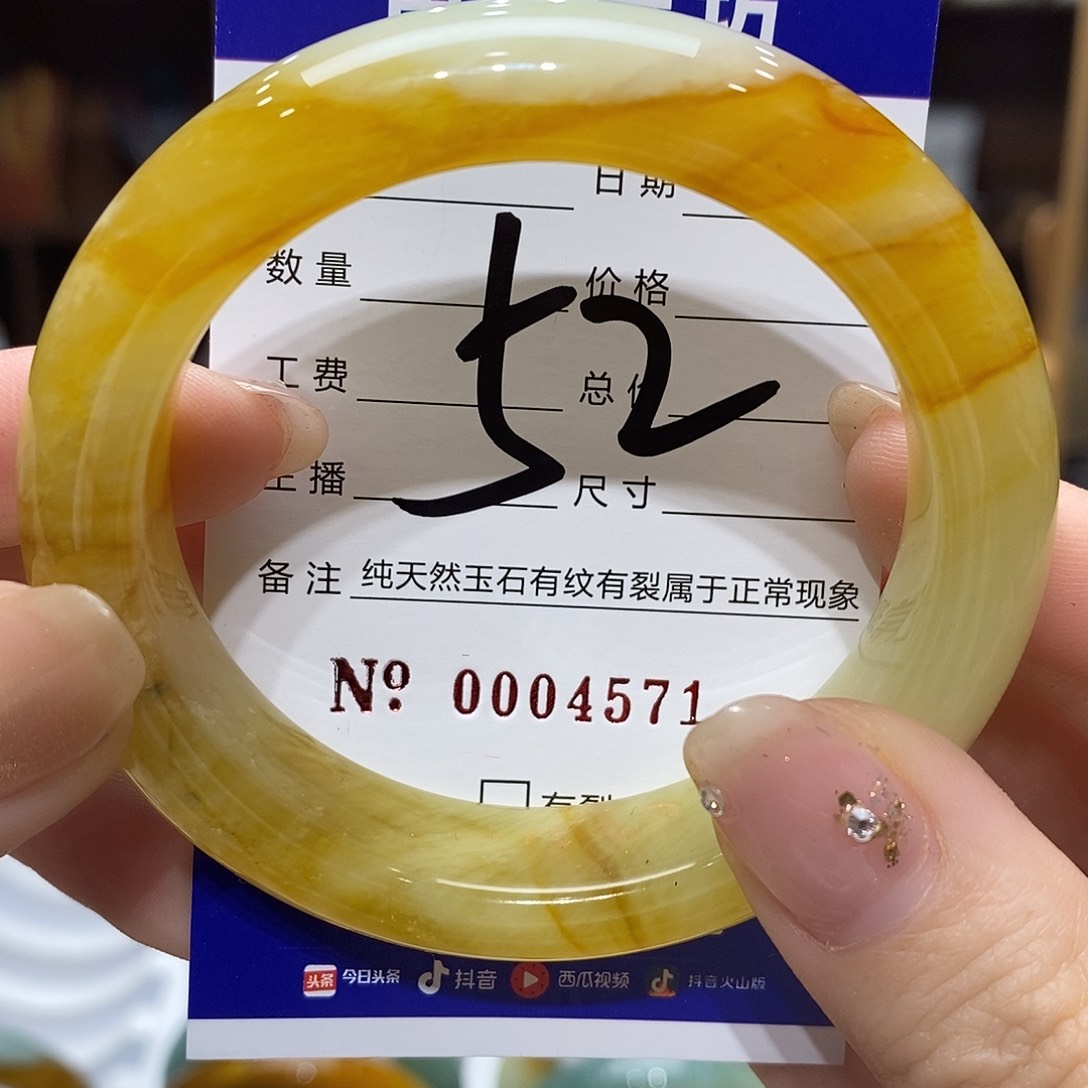 日期
数量 价格
52
工费 总价
主播 尺寸
备注 纯天然玉石有纹有裂属于正常现象
No. 0004571
有裂
头条 今日头条 抖音 西瓜视频 抖音火山版